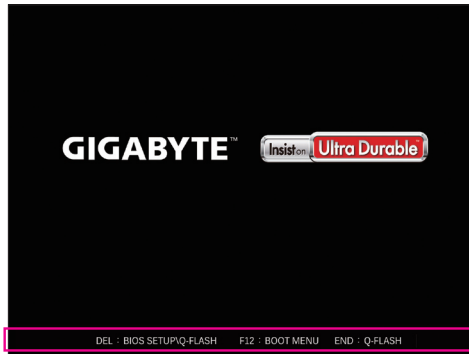 GIGABYTE™
Insist on Ultra Durable™
DEL : BIOS SETUP\Q-FLASH F12 : BOOT MENU END : Q-FLASH